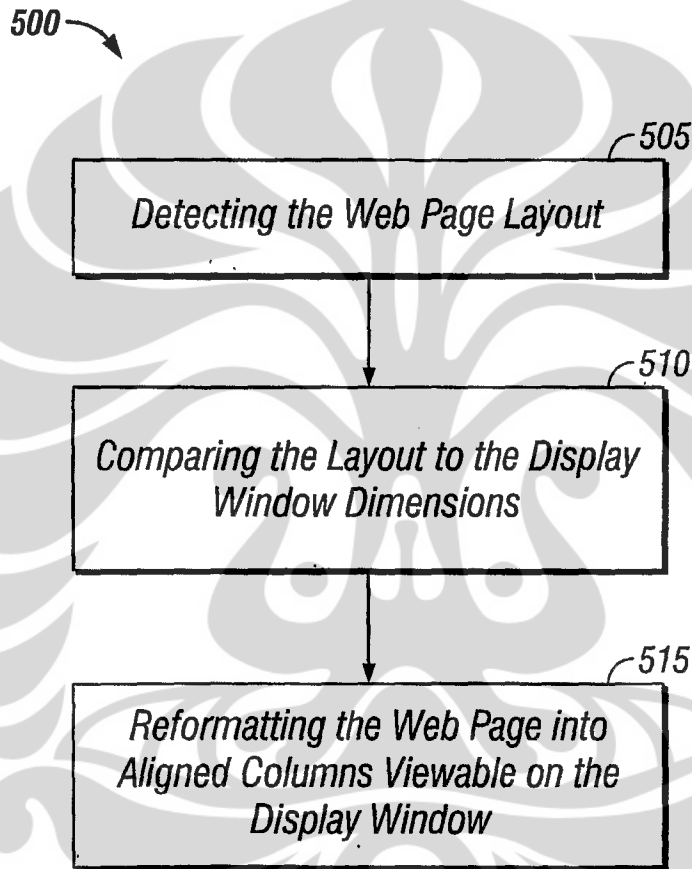 500
505
Detecting the Web Page Layout
510
Comparing the Layout to the Display
Window Dimensions
515
Reformatting the Web Page into
Aligned Columns Viewable on the
Display Window